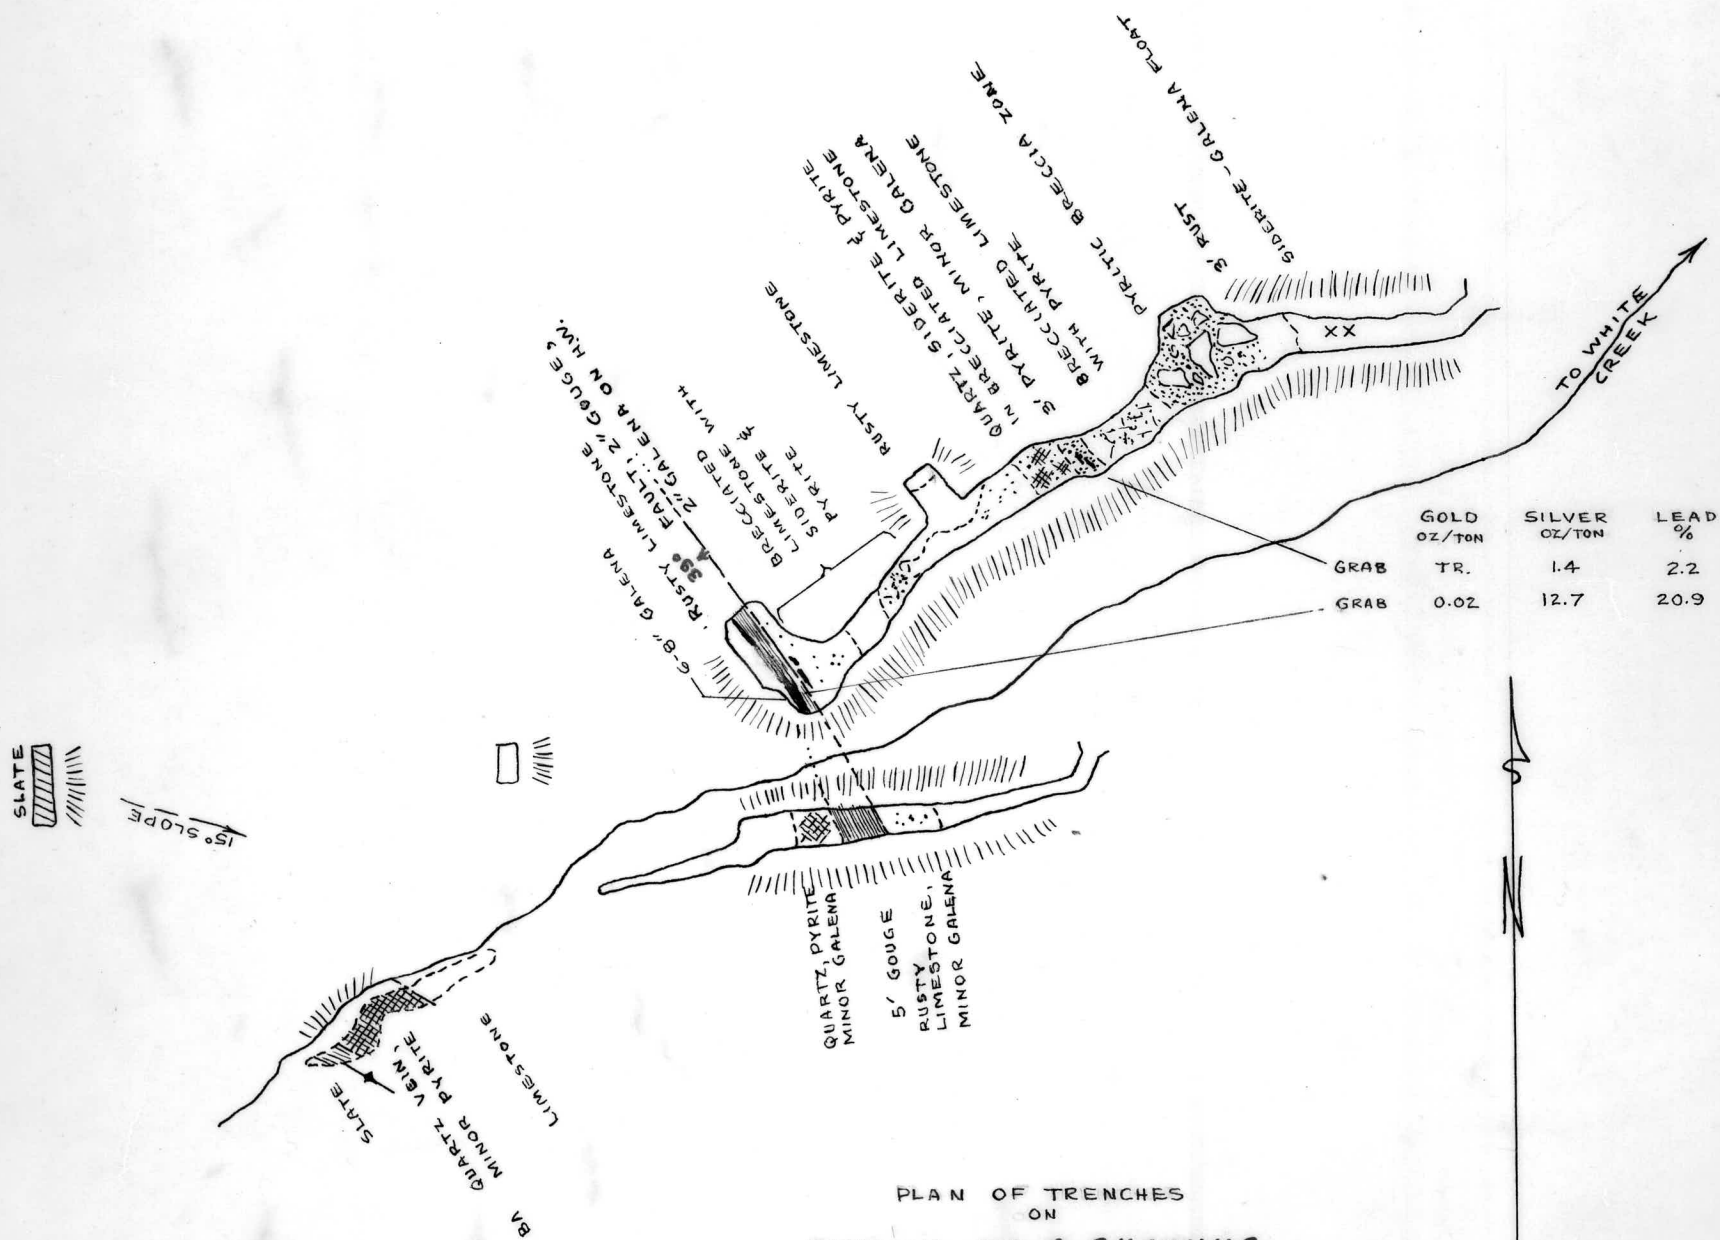 SIDERITE - GALENA FLOAT
3' RUST
PYRITIC BRECCIA ZONE
BRECCIATED LIMESTONE
WITH PYRITE
3' PYRITE, MINOR GALENA
QUARTZ, SIDERITE & PYRITE
IN BRECCIATED LIMESTONE
RUSTY LIMESTONE
BRECCIATED
LIMESTONE WITH
SIDERITE &
PYRITE
FAULT, 2" GOUGE,
2" GALENA ON H.W.
39°
RUSTY LIMESTONE
6-8" GALENA
XX
TO WHITE
CREEK
GOLD SILVER LEAD
OZ/TON OZ/TON %
GRAB TR. 1.4 2.2
GRAB 0.02 12.7 20.9
SLATE
15° SLOPE
QUARTZ, PYRITE
MINOR GALENA
5' GOUGE
RUSTY
LIMESTONE,
MINOR GALENA
N
SLATE
QUARTZ VEIN,
MINOR PYRITE
LIMESTONE
BA
PLAN OF TRENCHES
ON